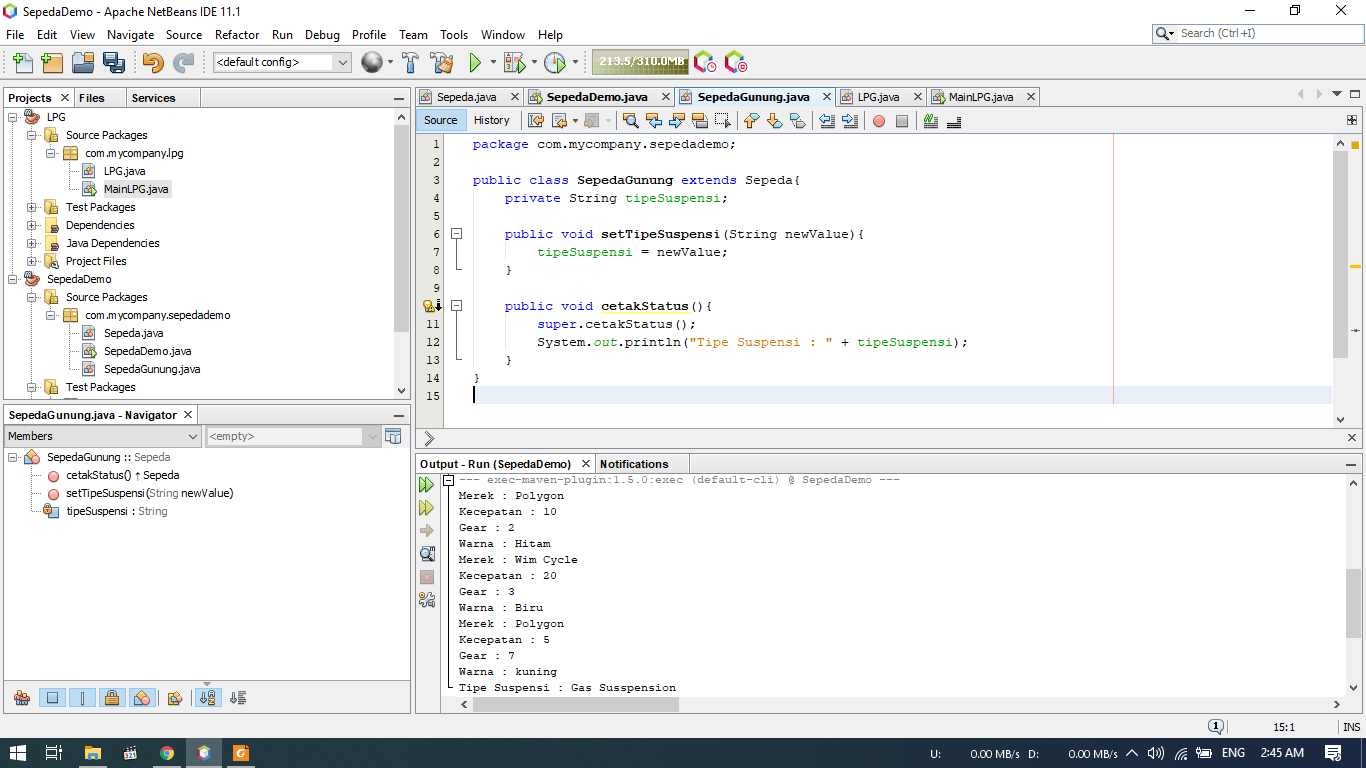 SepedaDemo - Apache NetBeans IDE 11.1
File Edit View Navigate Source Refactor Run Debug Profile Team Tools Window Help
Search (Ctrl+I)
<default config>
213.5/310.0MB
Projects Files Services
LPG
Source Packages
com.mycompany.lpg
LPG.java
MainLPG.java
Test Packages
Dependencies
Java Dependencies
Project Files
SepedaDemo
Source Packages
com.mycompany.sepedademo
Sepeda.java
SepedaDemo.java
SepedaGunung.java
Test Packages
SepedaGunung.java - Navigator
Members <empty>
SepedaGunung :: Sepeda
cetakStatus() ↑ Sepeda
setTipeSuspensi(String newValue)
tipeSuspensi : String
Sepeda.java SepedaDemo.java SepedaGunung.java LPG.java MainLPG.java
Source History
1 package com.mycompany.sepedademo;
2
3 public class SepedaGunung extends Sepeda{
4 private String tipeSuspensi;
5
6 public void setTipeSuspensi(String newValue){
7 tipeSuspensi = newValue;
8 }
9
public void cetakStatus(){
11 super.cetakStatus();
12 System.out.println("Tipe Suspensi : " + tipeSuspensi);
13 }
14 }
15
Output - Run (SepedaDemo) Notifications
--- exec-maven-plugin:1.5.0:exec (default-cli) @ SepedaDemo ---
Merek : Polygon
Kecepatan : 10
Gear : 2
Warna : Hitam
Merek : Wim Cycle
Kecepatan : 20
Gear : 3
Warna : Biru
Merek : Polygon
Kecepatan : 5
Gear : 7
Warna : kuning
Tipe Suspensi : Gas Susspension
1 15:1 INS
U: 0.00 MB/s D: 0.00 MB/s ENG 2:45 AM